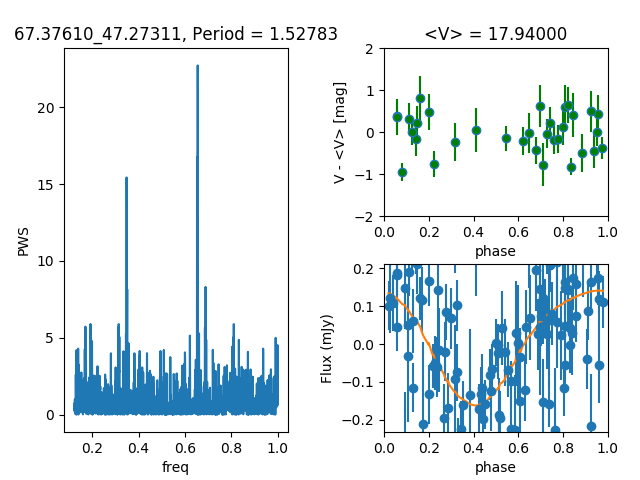 67.37610_47.27311, Period = 1.52783
<V> = 17.94000
PWS
20
15
10
5
0
0.2 0.4 0.6 0.8 1.0
freq
V - <V> [mag]
2
1
0
−1
−2
0.0 0.2 0.4 0.6 0.8 1.0
phase
Flux (mJy)
0.2
0.1
0.0
−0.1
−0.2
0.0 0.2 0.4 0.6 0.8 1.0
phase